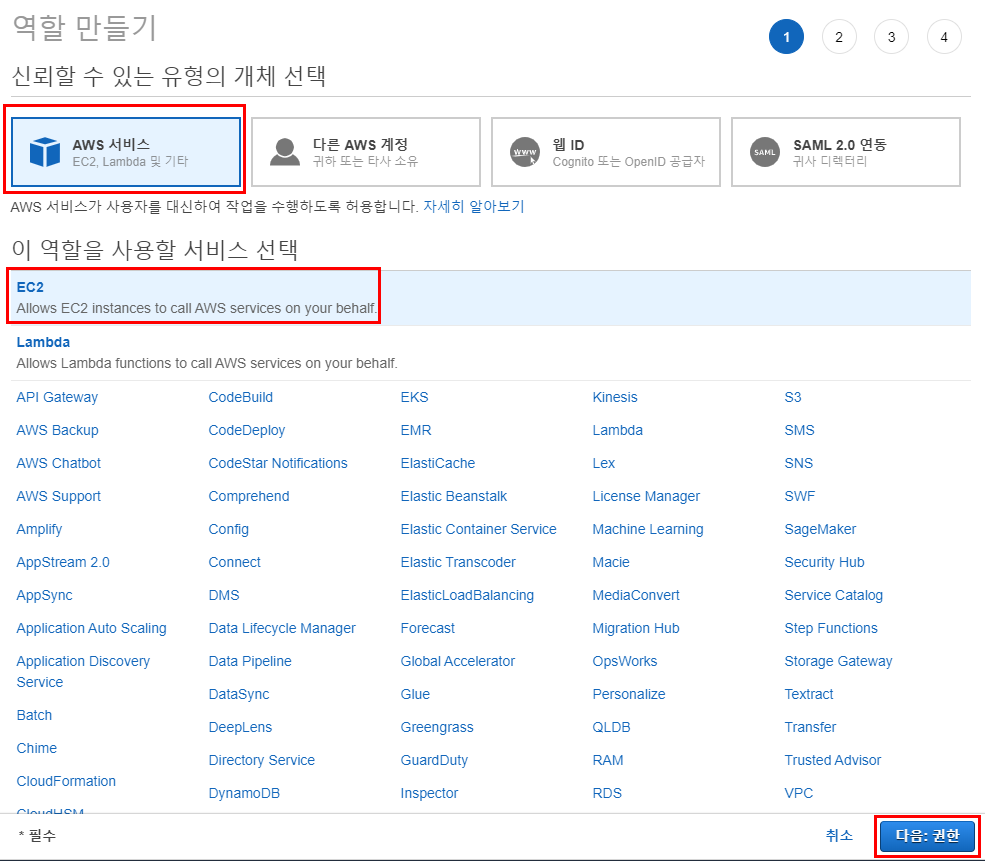 역할 만들기
1 2 3 4
신뢰할 수 있는 유형의 개체 선택
AWS 서비스
EC2, Lambda 및 기타
다른 AWS 계정
귀하 또는 타사 소유
www
웹 ID
Cognito 또는 OpenID 공급자
SAML
SAML 2.0 연동
귀사 디렉터리
AWS 서비스가 사용자를 대신하여 작업을 수행하도록 허용합니다. 자세히 알아보기
이 역할을 사용할 서비스 선택
EC2
Allows EC2 instances to call AWS services on your behalf.
Lambda
Allows Lambda functions to call AWS services on your behalf.
API Gateway
AWS Backup
AWS Chatbot
AWS Support
Amplify
AppStream 2.0
AppSync
Application Auto Scaling
Application Discovery
Service
Batch
Chime
CloudFormation
CloudHSM
CodeBuild
CodeDeploy
CodeStar Notifications
Comprehend
Config
Connect
DMS
Data Lifecycle Manager
Data Pipeline
DataSync
DeepLens
Directory Service
DynamoDB
EKS
EMR
ElastiCache
Elastic Beanstalk
Elastic Container Service
Elastic Transcoder
ElasticLoadBalancing
Forecast
Global Accelerator
Glue
Greengrass
GuardDuty
Inspector
Kinesis
Lambda
Lex
License Manager
Machine Learning
Macie
MediaConvert
Migration Hub
OpsWorks
Personalize
QLDB
RAM
RDS
S3
SMS
SNS
SWF
SageMaker
Security Hub
Service Catalog
Step Functions
Storage Gateway
Textract
Transfer
Trusted Advisor
VPC
* 필수
취소
다음: 권한